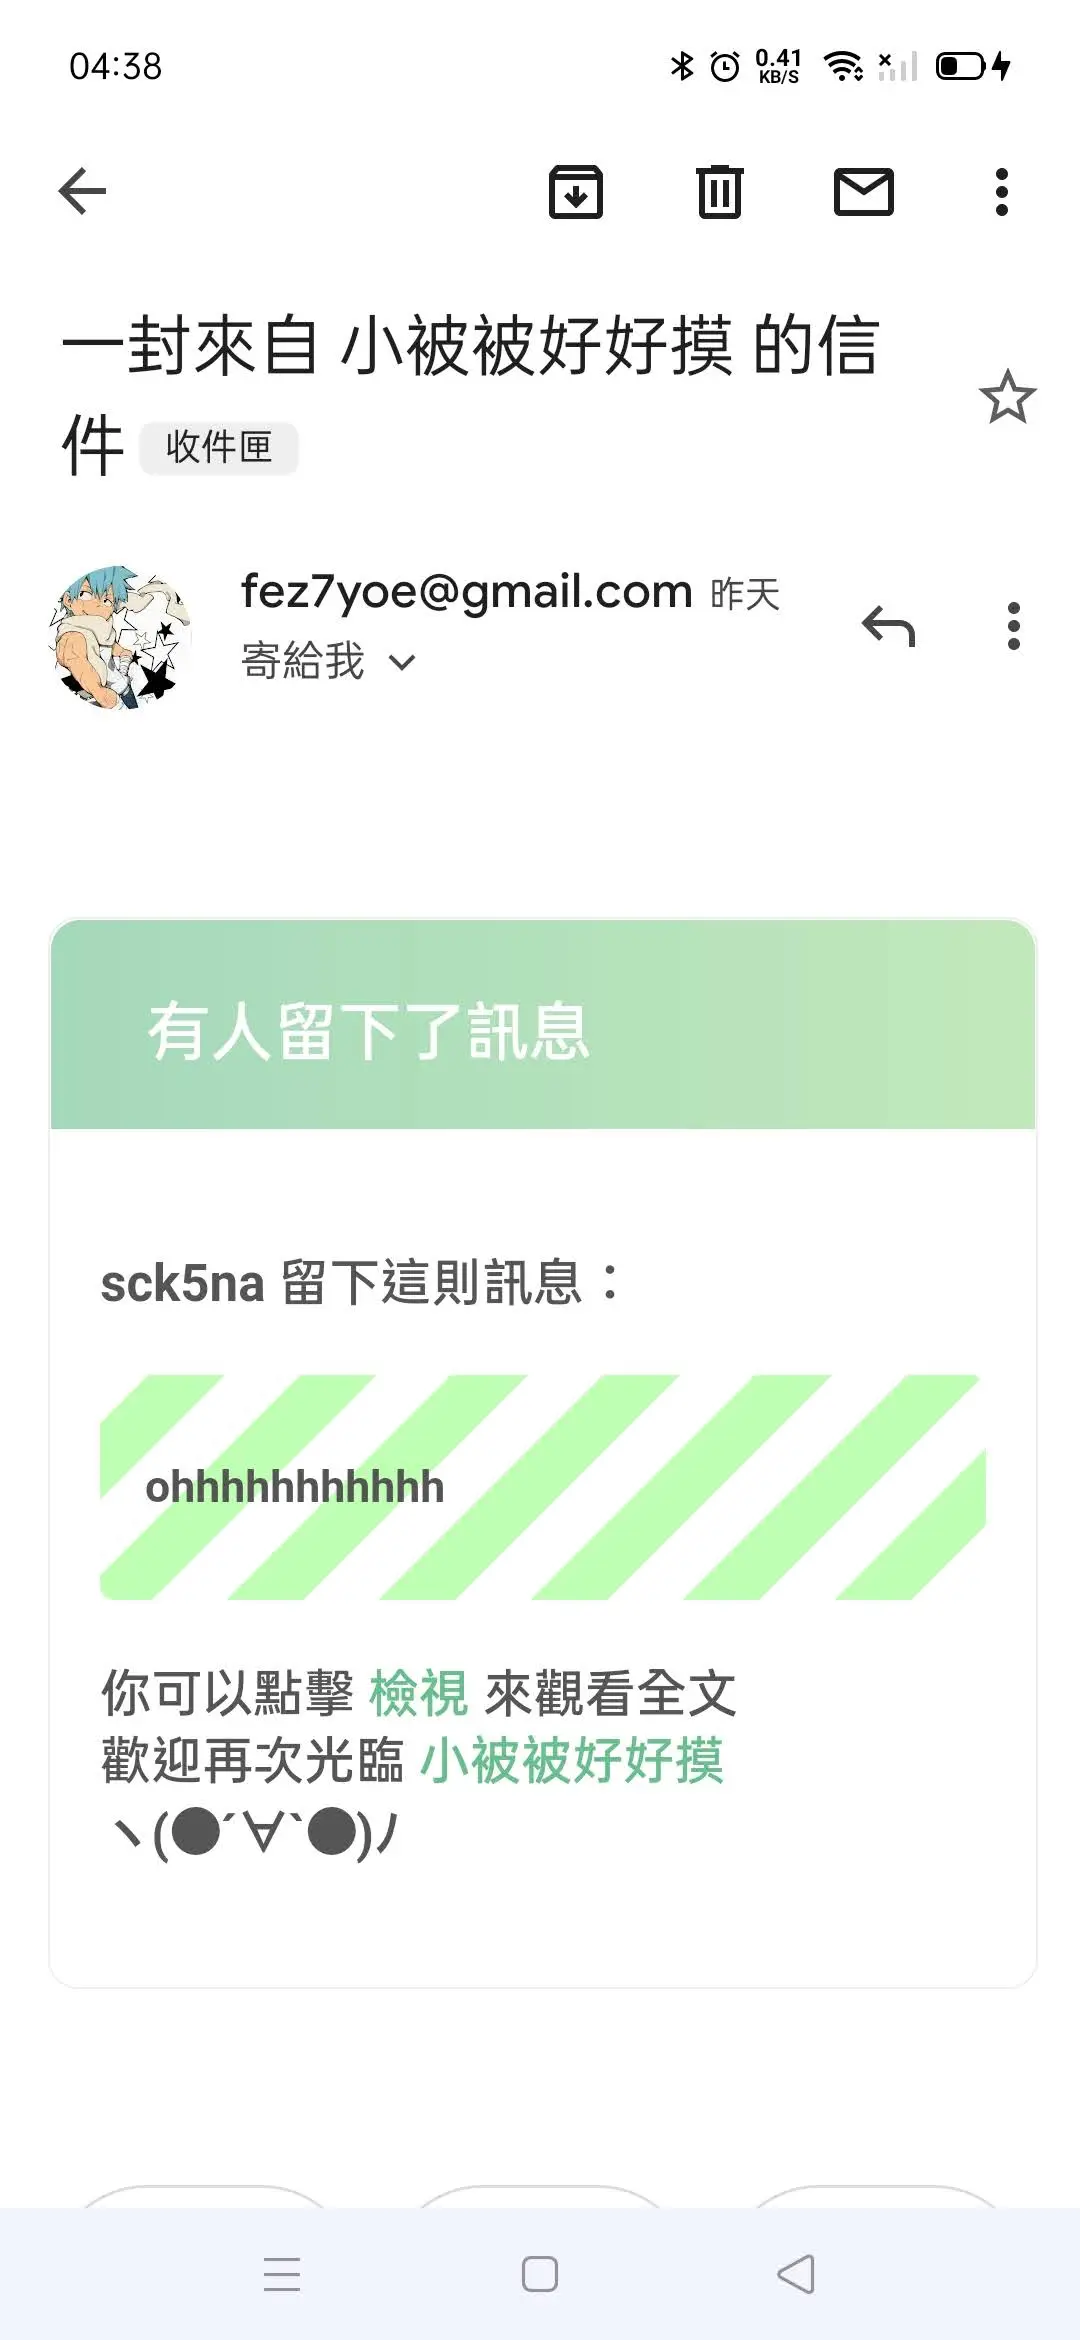 04:38
0.41
KB/S
一封來自 小被被好好摸 的信
件 收件匣
fez7yoe@gmail.com 昨天
寄給我
有人留下了訊息
sck5na 留下這則訊息：
ohhhhhhhhhhhh
你可以點擊 檢視 來觀看全文
歡迎再次光臨 小被被好好摸
ヽ(●´∀`●)ﾉ